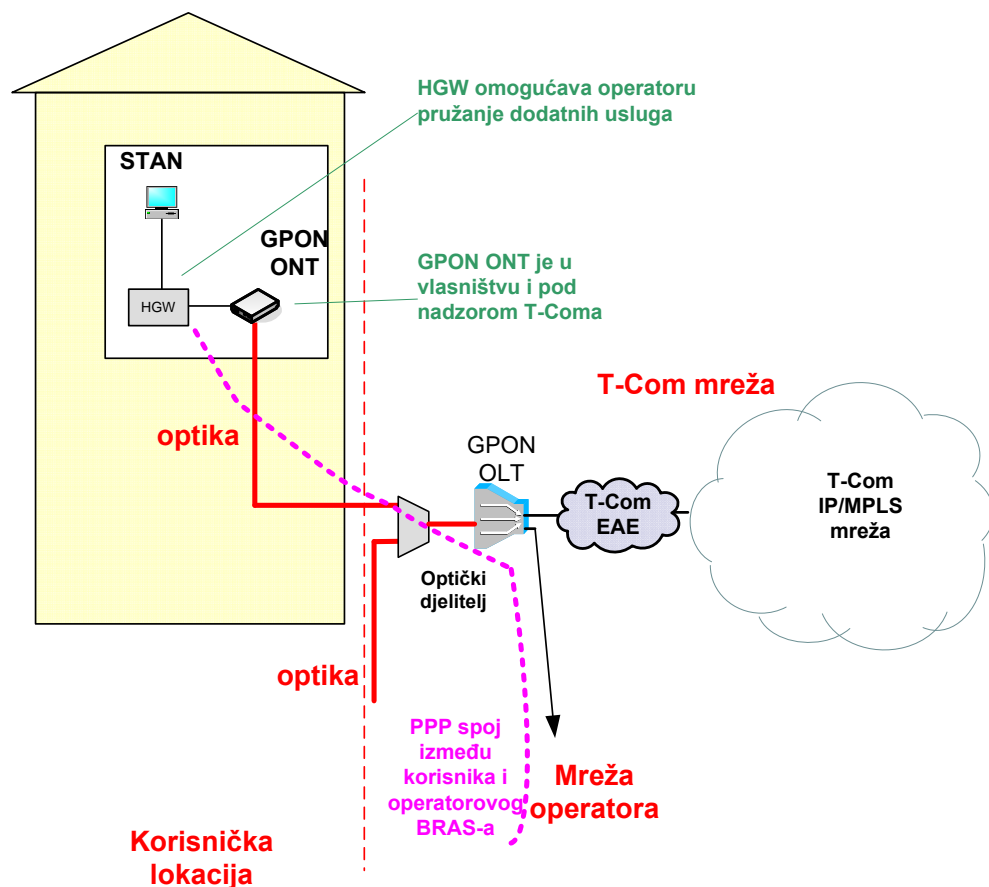 HGW omogućava operatoru
pružanje dodatnih usluga
STAN
GPON
ONT
HGW
GPON ONT je u
vlasništvu i pod
nadzorom T-Coma
T-Com mreža
optika
GPON
OLT
T-Com
EAE
T-Com
IP/MPLS
mreža
Optički
djelitelj
optika
PPP spoj
između
korisnika i
operatorovog
BRAS-a
Mreža
operatora
Korisnička
lokacija